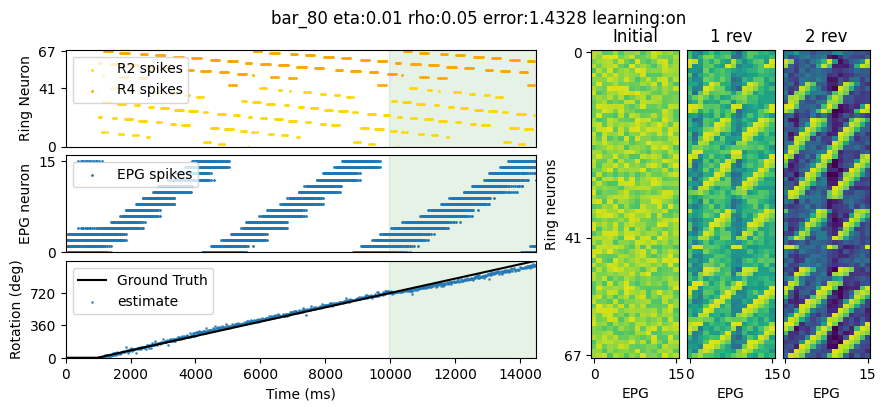 bar_80 eta:0.01 rho:0.05 error:1.4328 learning:on
Ring Neuron
67
41
0
R2 spikes
R4 spikes
EPG neuron
15
0
EPG spikes
Rotation (deg)
720
360
0
Ground Truth
estimate
0 2000 4000 6000 8000 10000 12000 14000
Time (ms)
Initial 1 rev 2 rev
Ring neurons
0
41
67
0 15 0 15 0 15
EPG EPG EPG